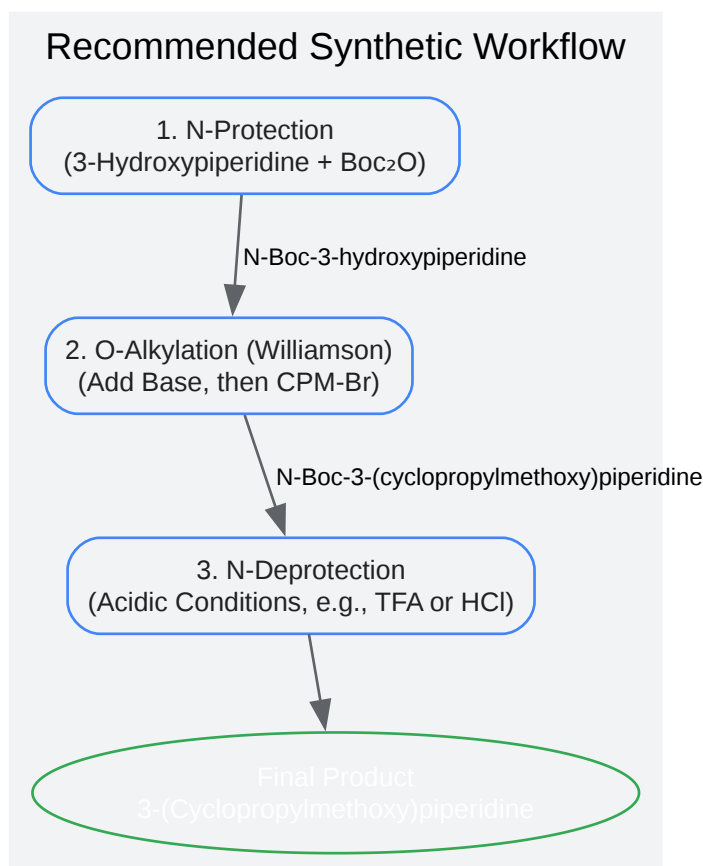 Recommended Synthetic Workflow
1. N-Protection
(3-Hydroxypiperidine + Boc₂O)
N-Boc-3-hydroxypiperidine
2. O-Alkylation (Williamson)
(Add Base, then CPM-Br)
N-Boc-3-(cyclopropylmethoxy)piperidine
3. N-Deprotection
(Acidic Conditions, e.g., TFA or HCl)
Final Product
3-(Cyclopropylmethoxy)piperidine